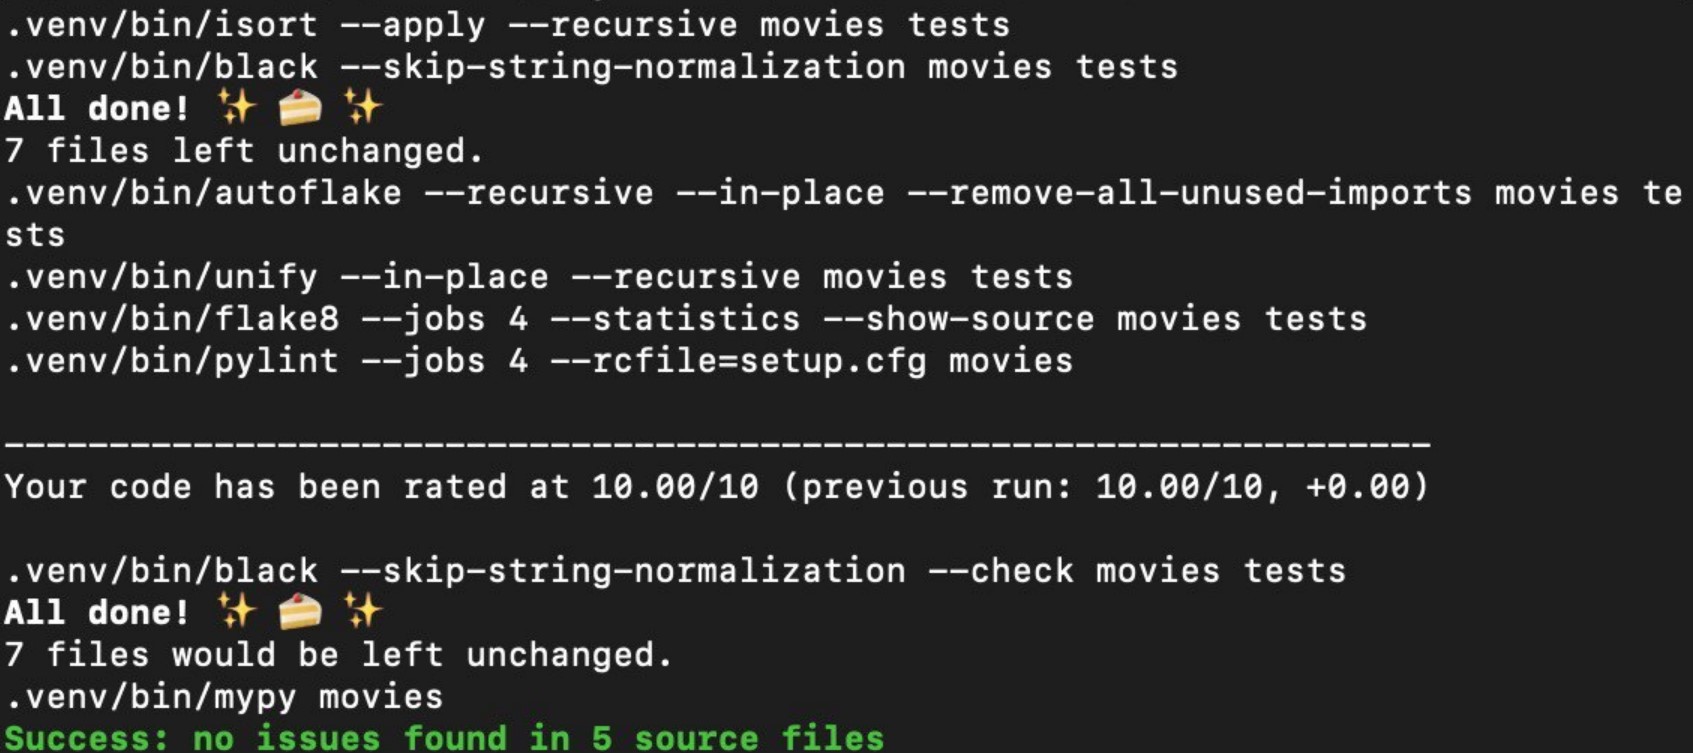 .venv/bin/isort --apply --recursive movies tests
.venv/bin/black --skip-string-normalization movies tests
All done! ✨ 🍰 ✨
7 files left unchanged.
.venv/bin/autoflake --recursive --in-place --remove-all-unused-imports movies te
sts
.venv/bin/unify --in-place --recursive movies tests
.venv/bin/flake8 --jobs 4 --statistics --show-source movies tests
.venv/bin/pylint --jobs 4 --rcfile=setup.cfg movies
--------------------------------------------------------------------
Your code has been rated at 10.00/10 (previous run: 10.00/10, +0.00)
.venv/bin/black --skip-string-normalization --check movies tests
All done! ✨ 🍰 ✨
7 files would be left unchanged.
.venv/bin/mypy movies
Success: no issues found in 5 source files